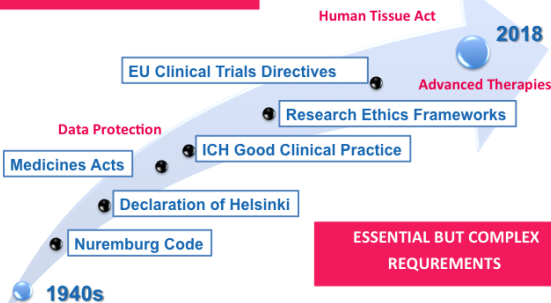 Human Tissue Act
2018
EU Clinical Trials Directives
Advanced Therapies
Research Ethics Frameworks
Data Protection
ICH Good Clinical Practice
Medicines Acts
Declaration of Helsinki
Nuremburg Code
ESSENTIAL BUT COMPLEX
REQUREMENTS
1940s